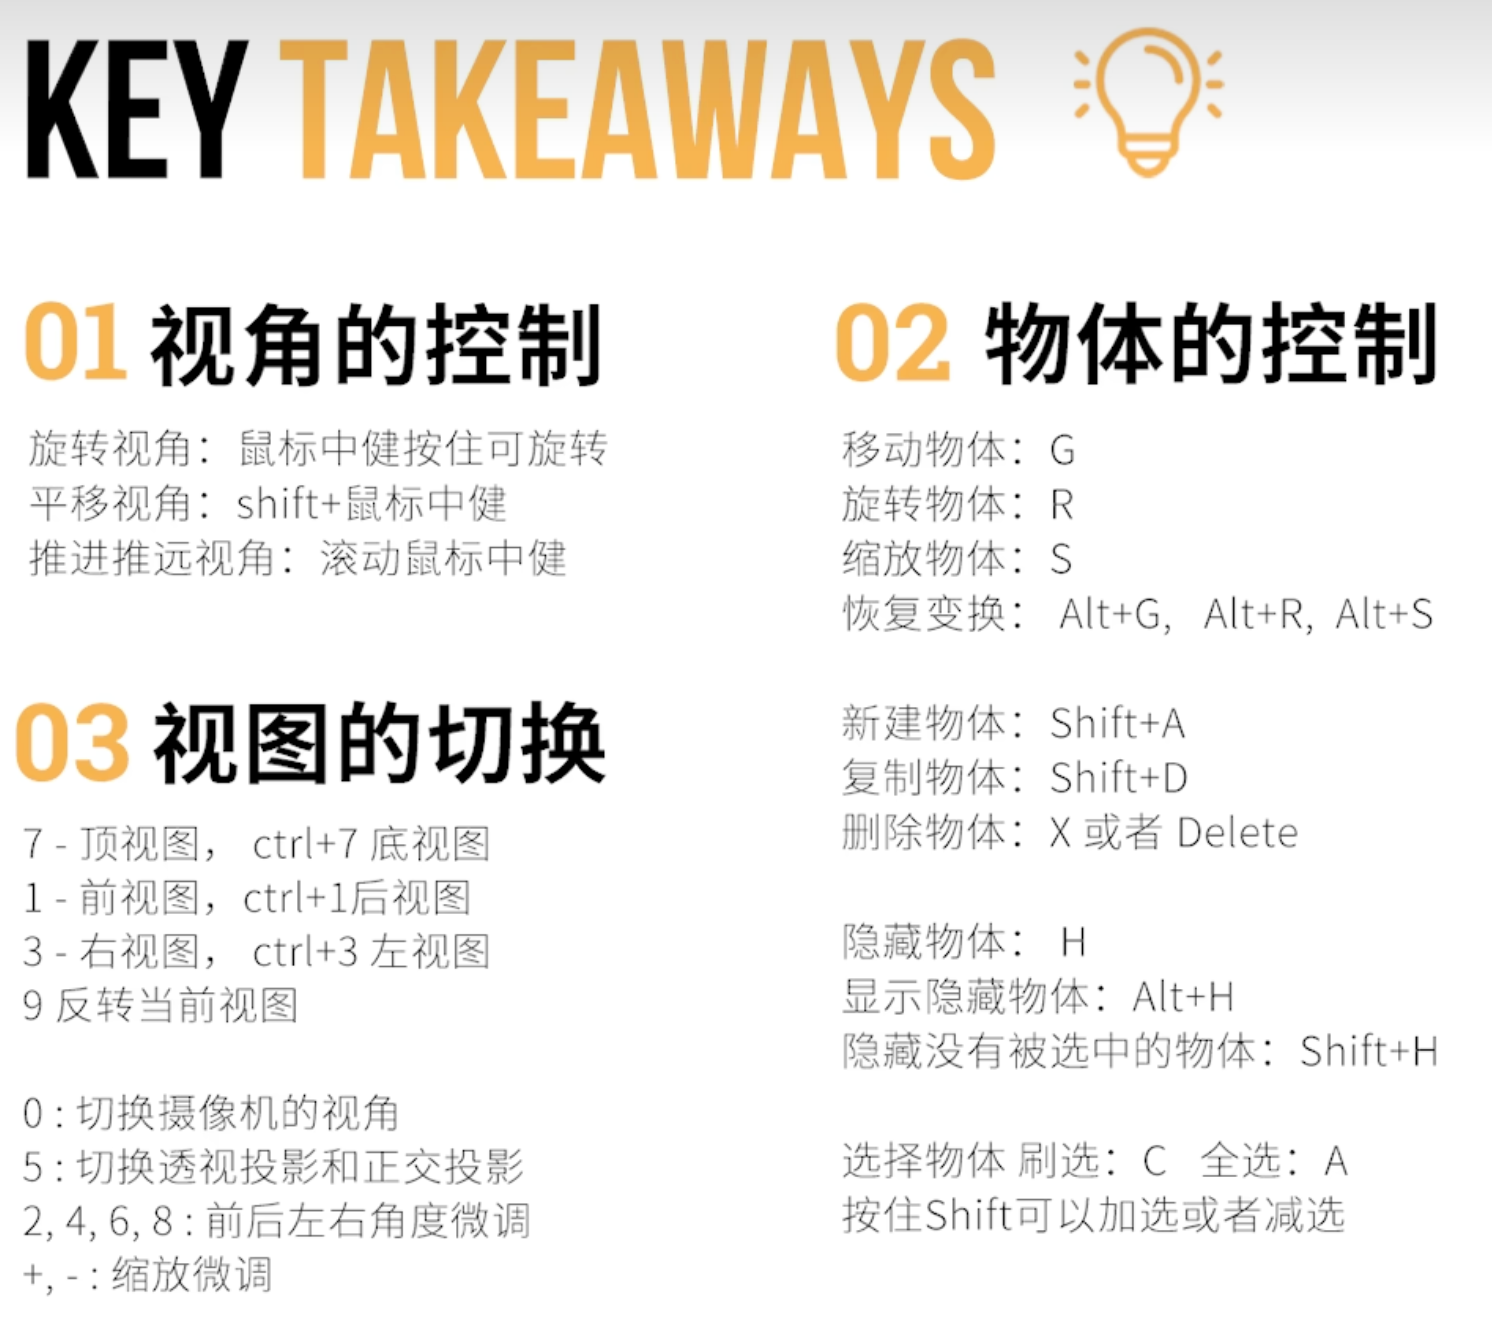 KEY TAKEAWAYS
01 视角的控制
旋转视角：鼠标中健按住可旋转
平移视角：shift+鼠标中健
推进推远视角：滚动鼠标中健
02 物体的控制
移动物体：G
旋转物体：R
缩放物体：S
恢复变换： Alt+G, Alt+R, Alt+S
新建物体：Shift+A
复制物体：Shift+D
删除物体：X 或者 Delete
隐藏物体： H
显示隐藏物体：Alt+H
隐藏没有被选中的物体：Shift+H
选择物体 刷选：C 全选：A
按住Shift可以加选或者减选
03 视图的切换
7 - 顶视图， ctrl+7 底视图
1 - 前视图，ctrl+1后视图
3 - 右视图， ctrl+3 左视图
9 反转当前视图
0 : 切换摄像机的视角
5 : 切换透视投影和正交投影
2, 4, 6, 8 : 前后左右角度微调
+, - : 缩放微调